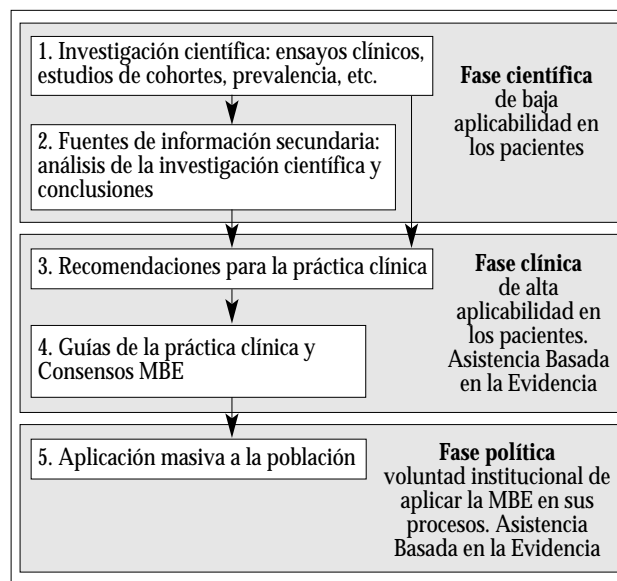 1. Investigación científica: ensayos clínicos,
estudios de cohortes, prevalencia, etc.
2. Fuentes de información secundaria:
análisis de la investigación científica y
conclusiones
Fase científica
de baja
aplicabilidad en
los pacientes
3. Recomendaciones para la práctica clínica
4. Guías de la práctica clínica y
Consensos MBE
Fase clínica
de alta
aplicabilidad en
los pacientes.
Asistencia Basada
en la Evidencia
5. Aplicación masiva a la población
Fase política
voluntad institucional de
aplicar la MBE en sus
procesos. Asistencia
Basada en la Evidencia